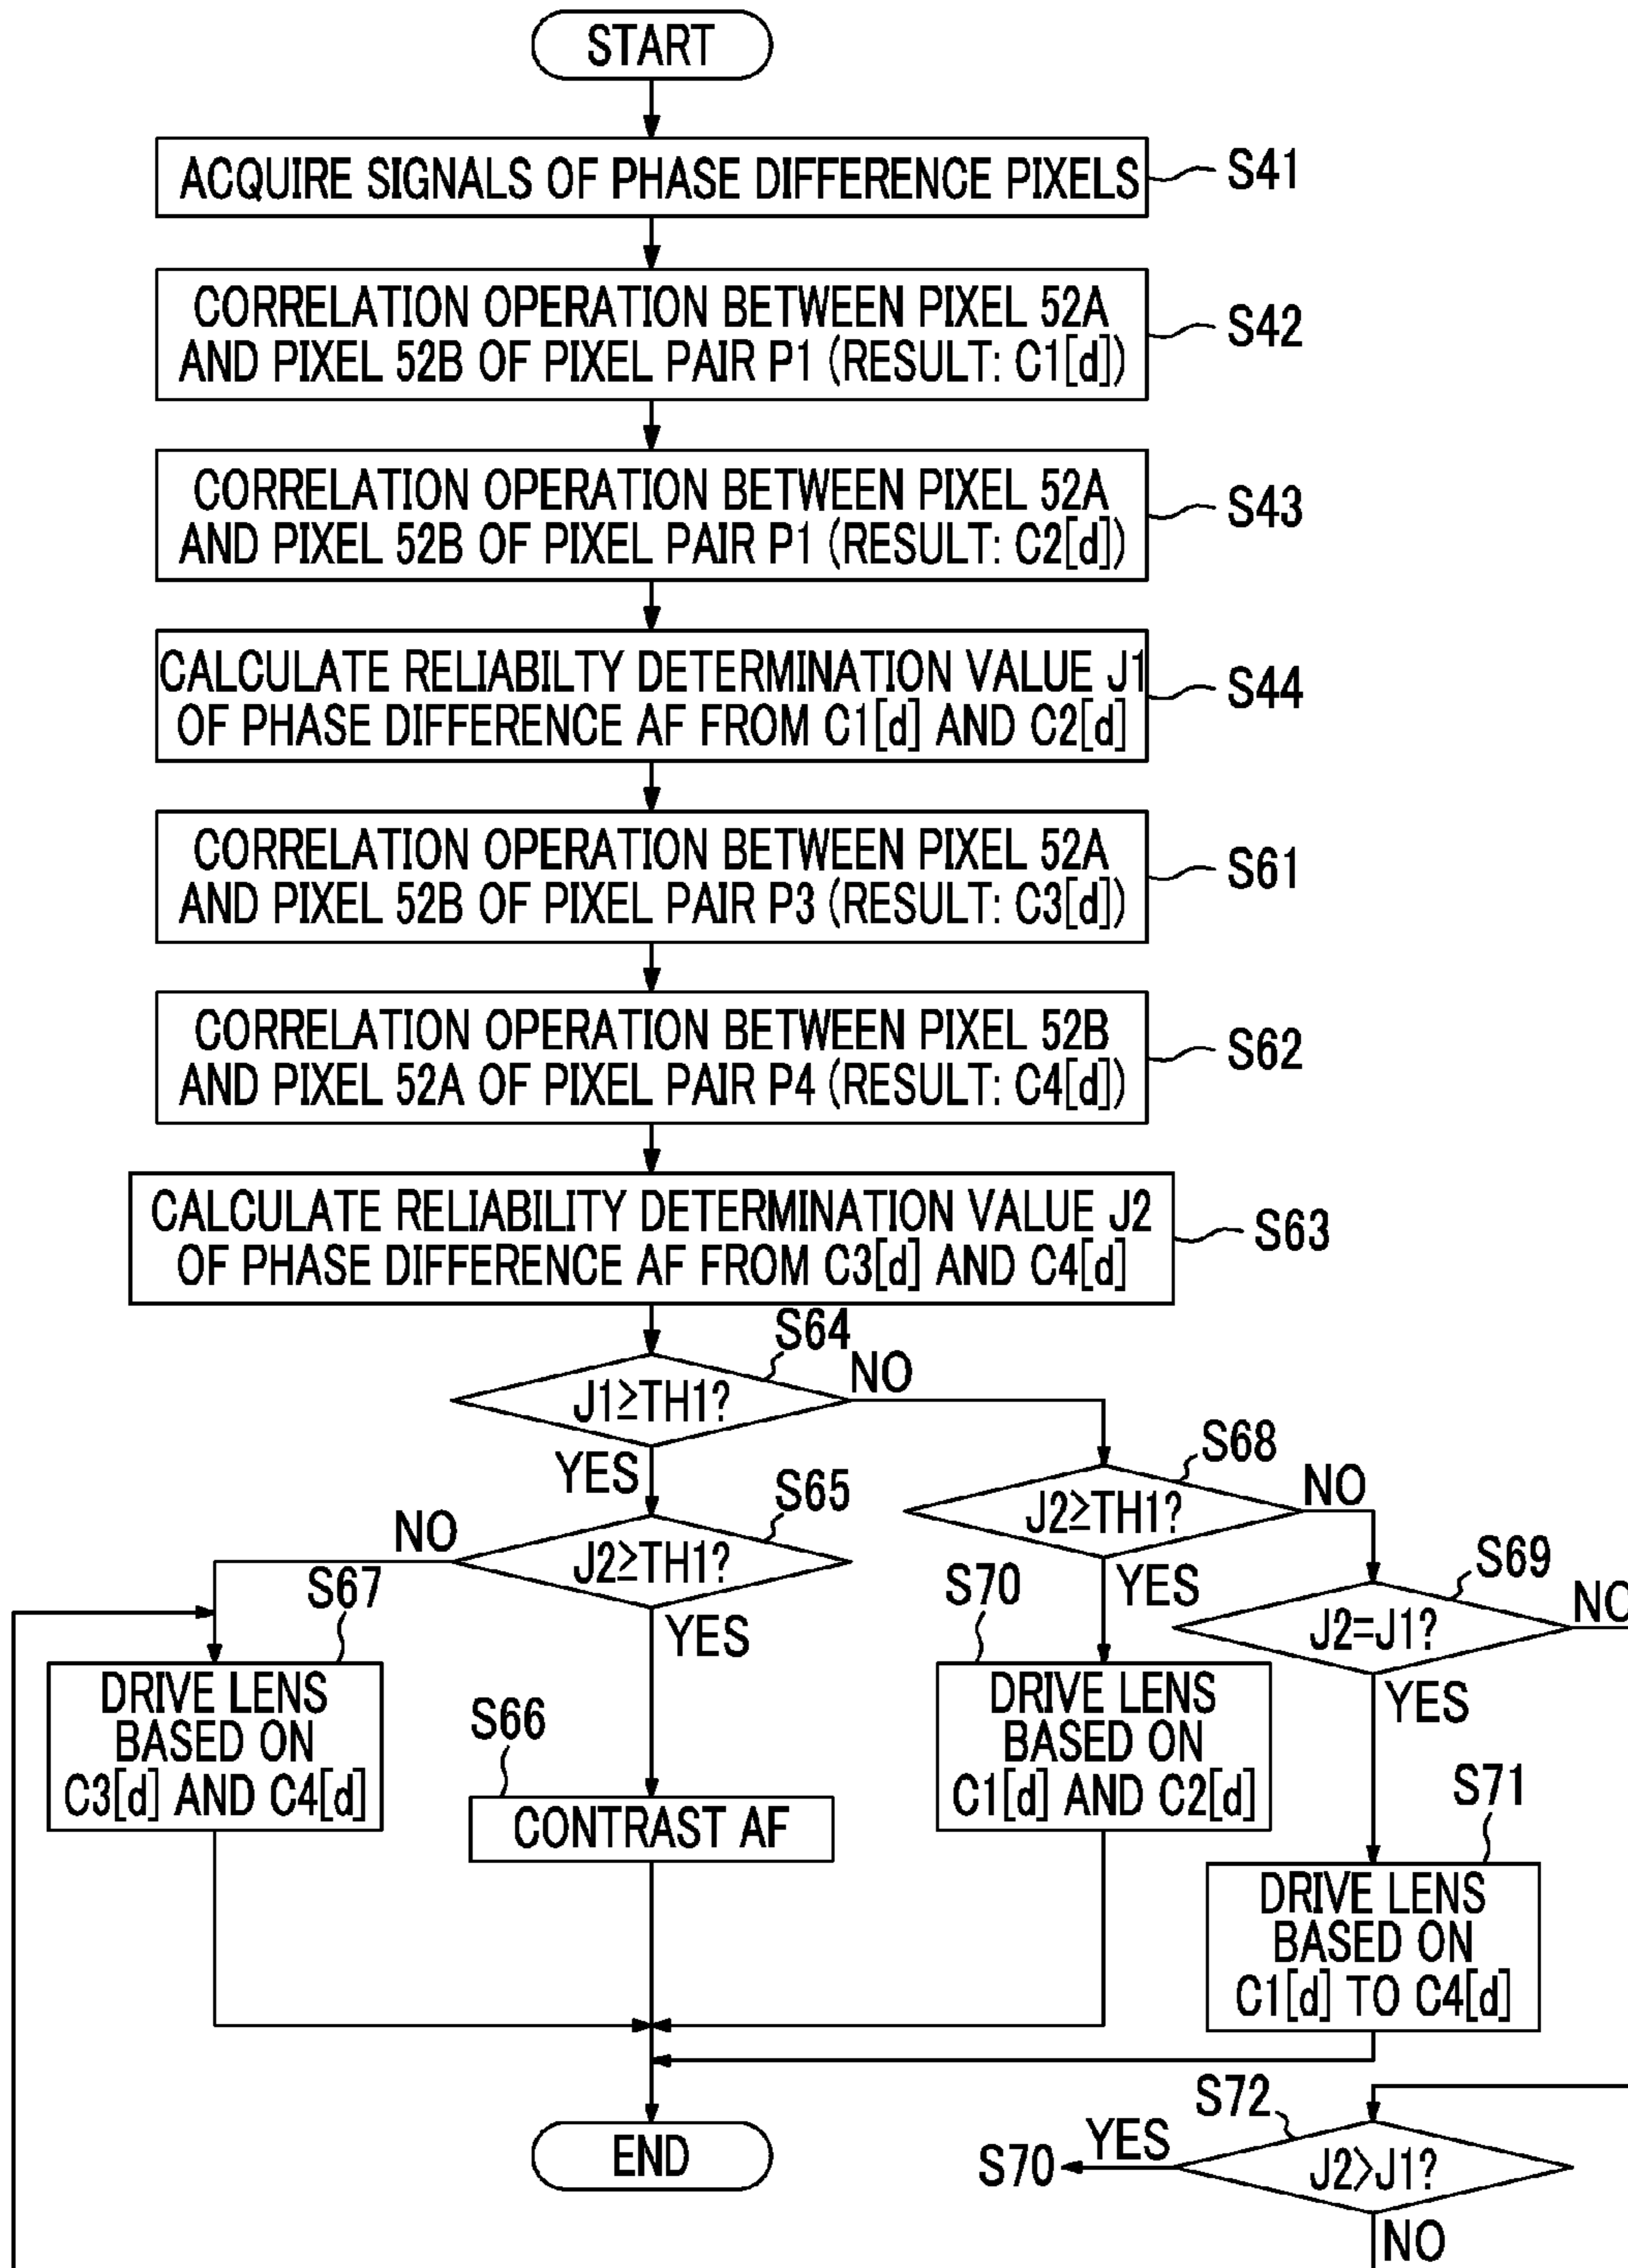 START
ACQUIRE SIGNALS OF PHASE DIFFERENCE PIXELS
S41
CORRELATION OPERATION BETWEEN PIXEL 52A
AND PIXEL 52B OF PIXEL PAIR P1 (RESULT: C1[d])
S42
CORRELATION OPERATION BETWEEN PIXEL 52A
AND PIXEL 52B OF PIXEL PAIR P1 (RESULT: C2[d])
S43
CALCULATE RELIABILTY DETERMINATION VALUE J1
OF PHASE DIFFERENCE AF FROM C1[d] AND C2[d]
S44
CORRELATION OPERATION BETWEEN PIXEL 52A
AND PIXEL 52B OF PIXEL PAIR P3 (RESULT: C3[d])
S61
CORRELATION OPERATION BETWEEN PIXEL 52B
AND PIXEL 52A OF PIXEL PAIR P4 (RESULT: C4[d])
S62
CALCULATE RELIABILITY DETERMINATION VALUE J2
OF PHASE DIFFERENCE AF FROM C3[d] AND C4[d]
S63
S64
J1≥TH1?
NO
YES
S65
J2≥TH1?
NO
YES
S68
J2≥TH1?
NO
YES
S69
J2=J1?
NO
YES
S67
DRIVE LENS
BASED ON
C3[d] AND C4[d]
S66
CONTRAST AF
S70
DRIVE LENS
BASED ON
C1[d] AND C2[d]
S71
DRIVE LENS
BASED ON
C1[d] TO C4[d]
END
S72
J2>J1?
YES
S70
NO